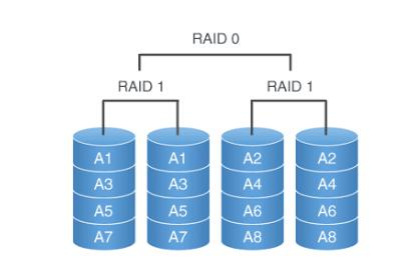 RAID 0
RAID 1 RAID 1
A1 A1 A2 A2
A3 A3 A4 A4
A5 A5 A6 A6
A7 A7 A8 A8